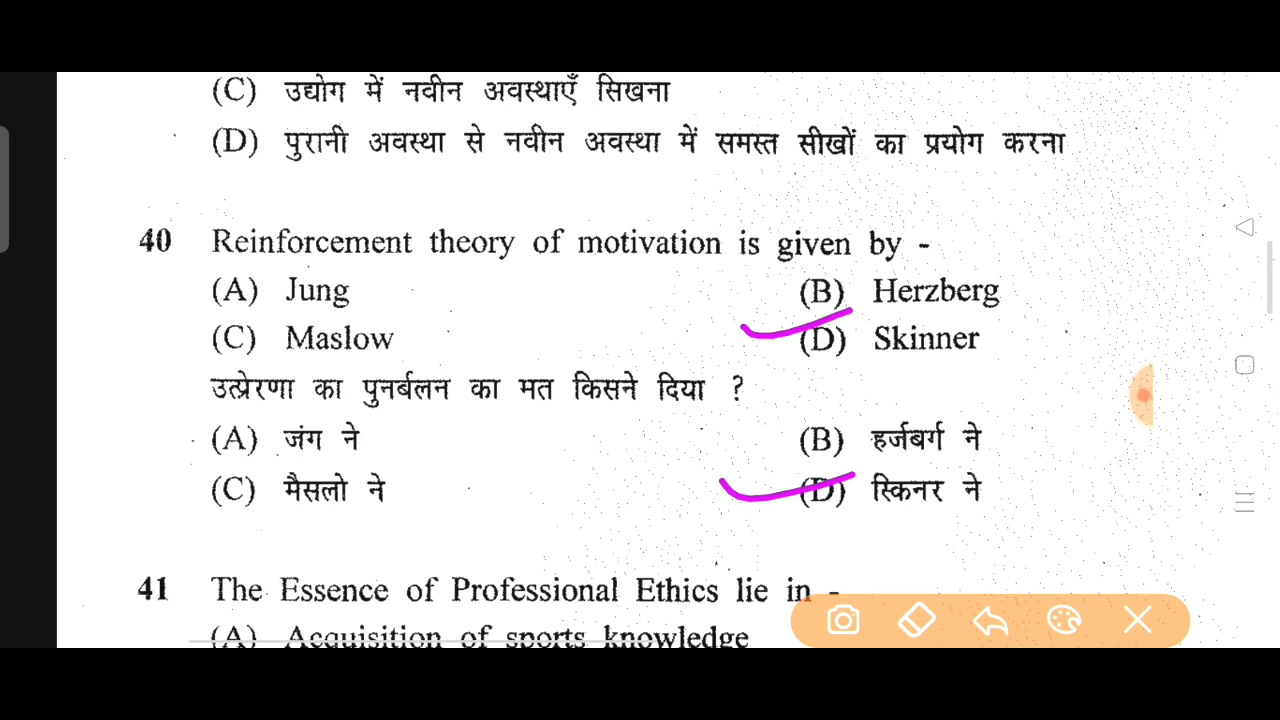 (C) उद्योग में नवीन अवस्थाएँ सिखना
(D) पुरानी अवस्था से नवीन अवस्था में समस्त सीखों का प्रयोग करना
40 Reinforcement theory of motivation is given by -
(A) Jung (B) Herzberg
(C) Maslow (D) Skinner
उत्प्रेरणा का पुनर्बलन का मत किसने दिया ?
(A) जंग ने (B) हर्जबर्ग ने
(C) मैसलो ने (D) स्किनर ने
41 The Essence of Professional Ethics lie in -
(A) Acquisition of sports knowledge